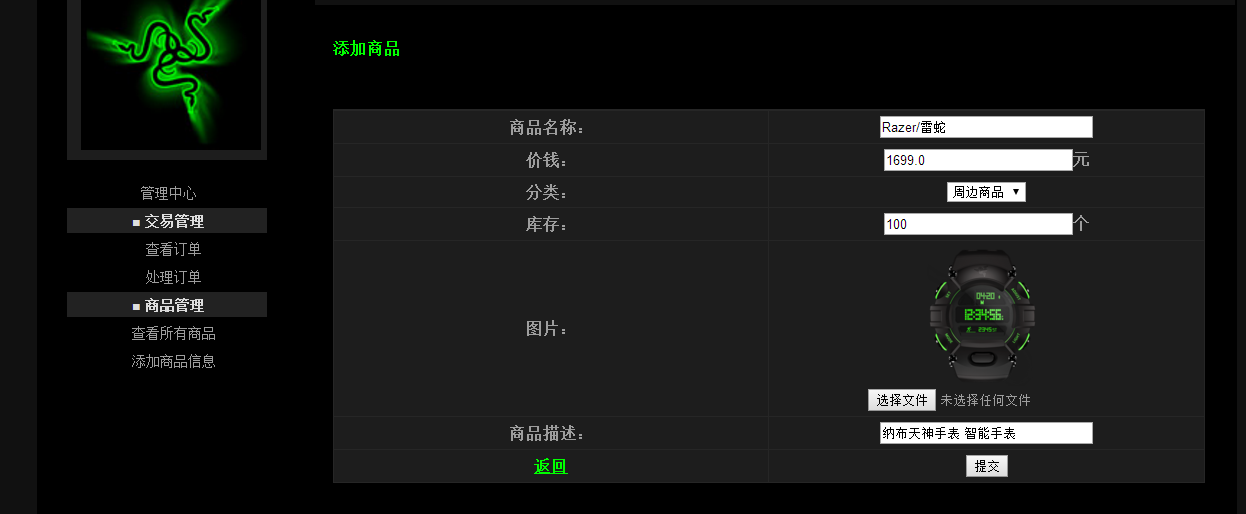 添加商品
管理中心
■ 交易管理
查看订单
处理订单
■ 商品管理
查看所有商品
添加商品信息
商品名称： Razer/雷蛇
价钱： 1699.0 元
分类： 周边商品 ▼
库存： 100 个
04:20
12:34:56
2345
图片：
选择文件 未选择任何文件
商品描述： 纳布天神手表 智能手表
返回 提交